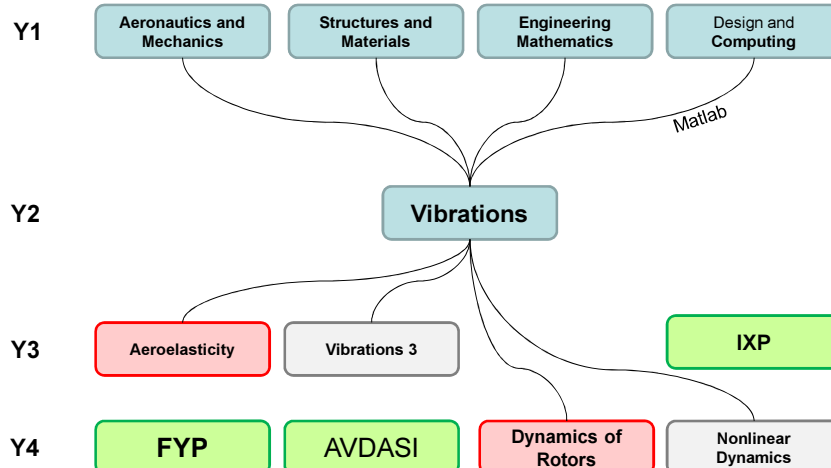 Y1
Aeronautics and
Mechanics
Structures and
Materials
Engineering
Mathematics
Design and
Computing
Matlab
Y2
Vibrations
Y3
Aeroelasticity
Vibrations 3
IXP
Y4
FYP
AVDASI
Dynamics of
Rotors
Nonlinear
Dynamics